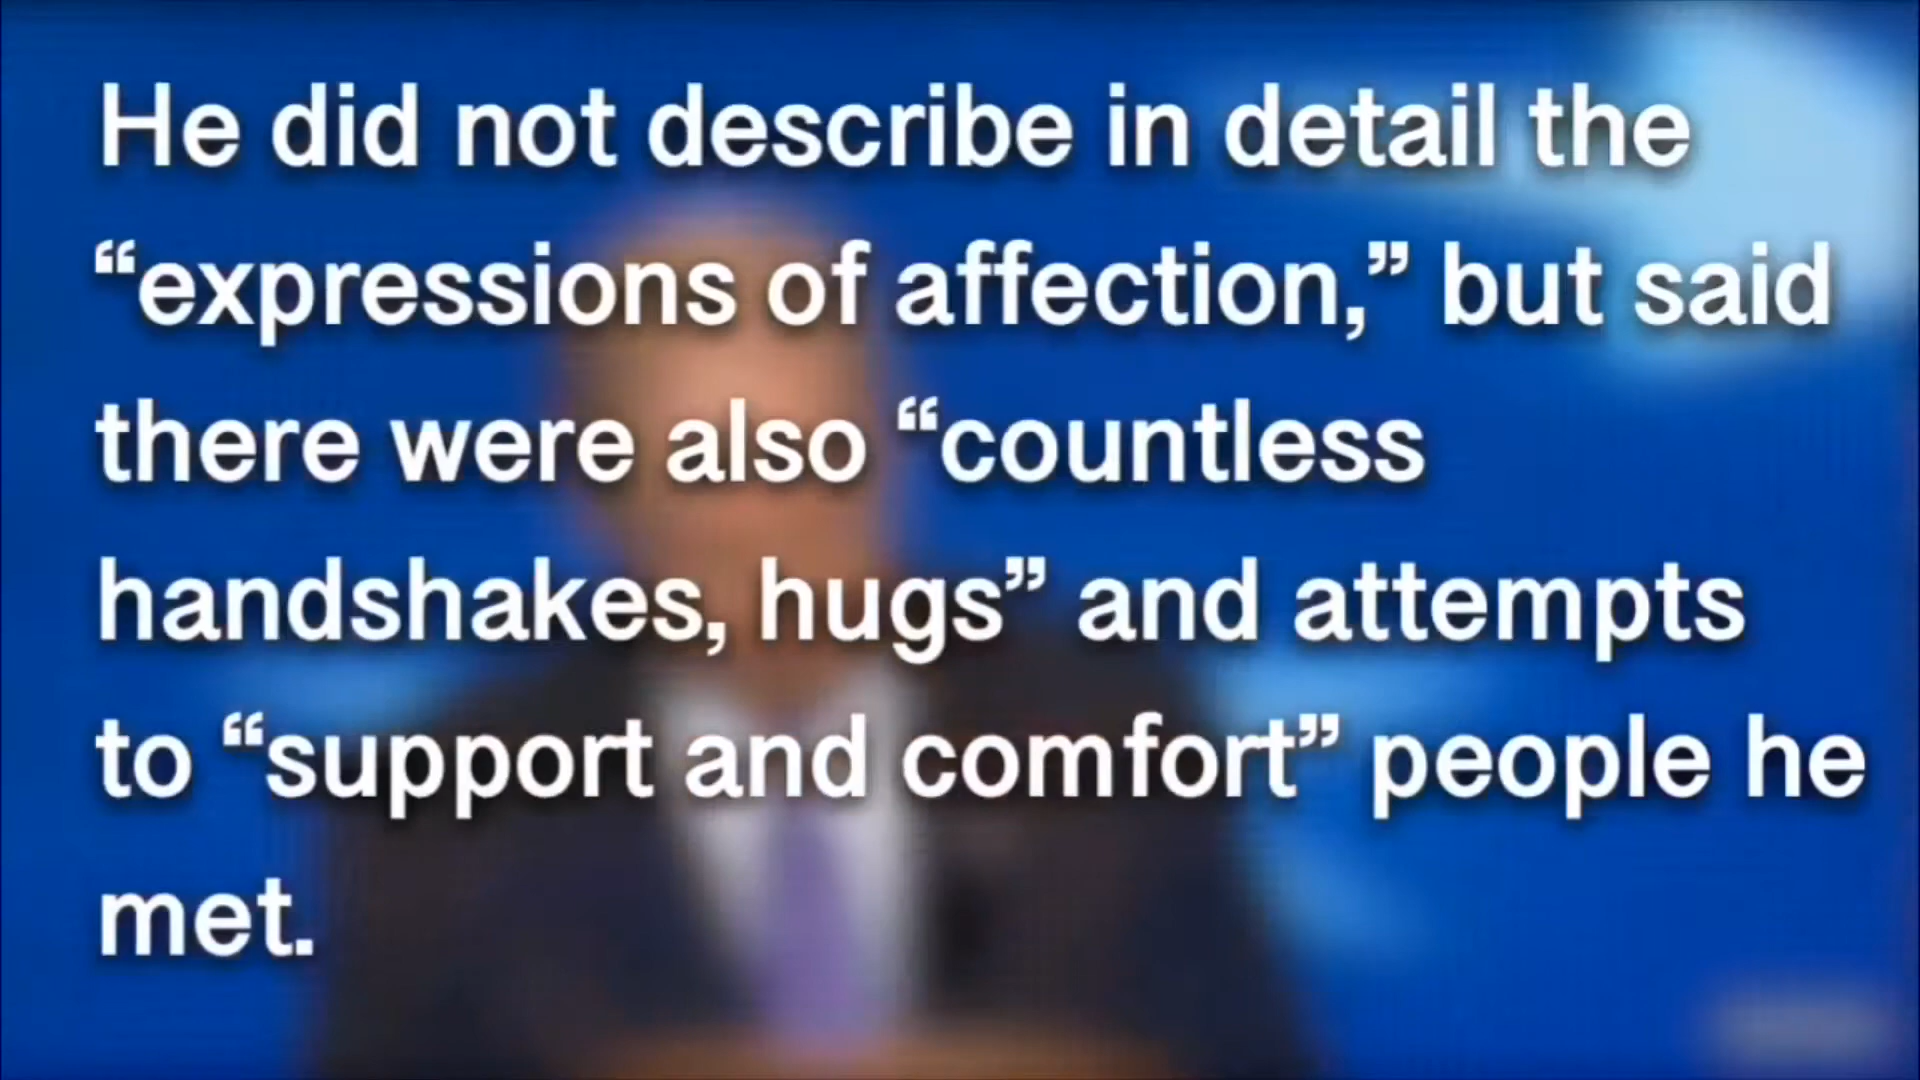 He did not describe in detail the
“expressions of affection,” but said
there were also “countless
handshakes, hugs” and attempts
to “support and comfort” people he
met.